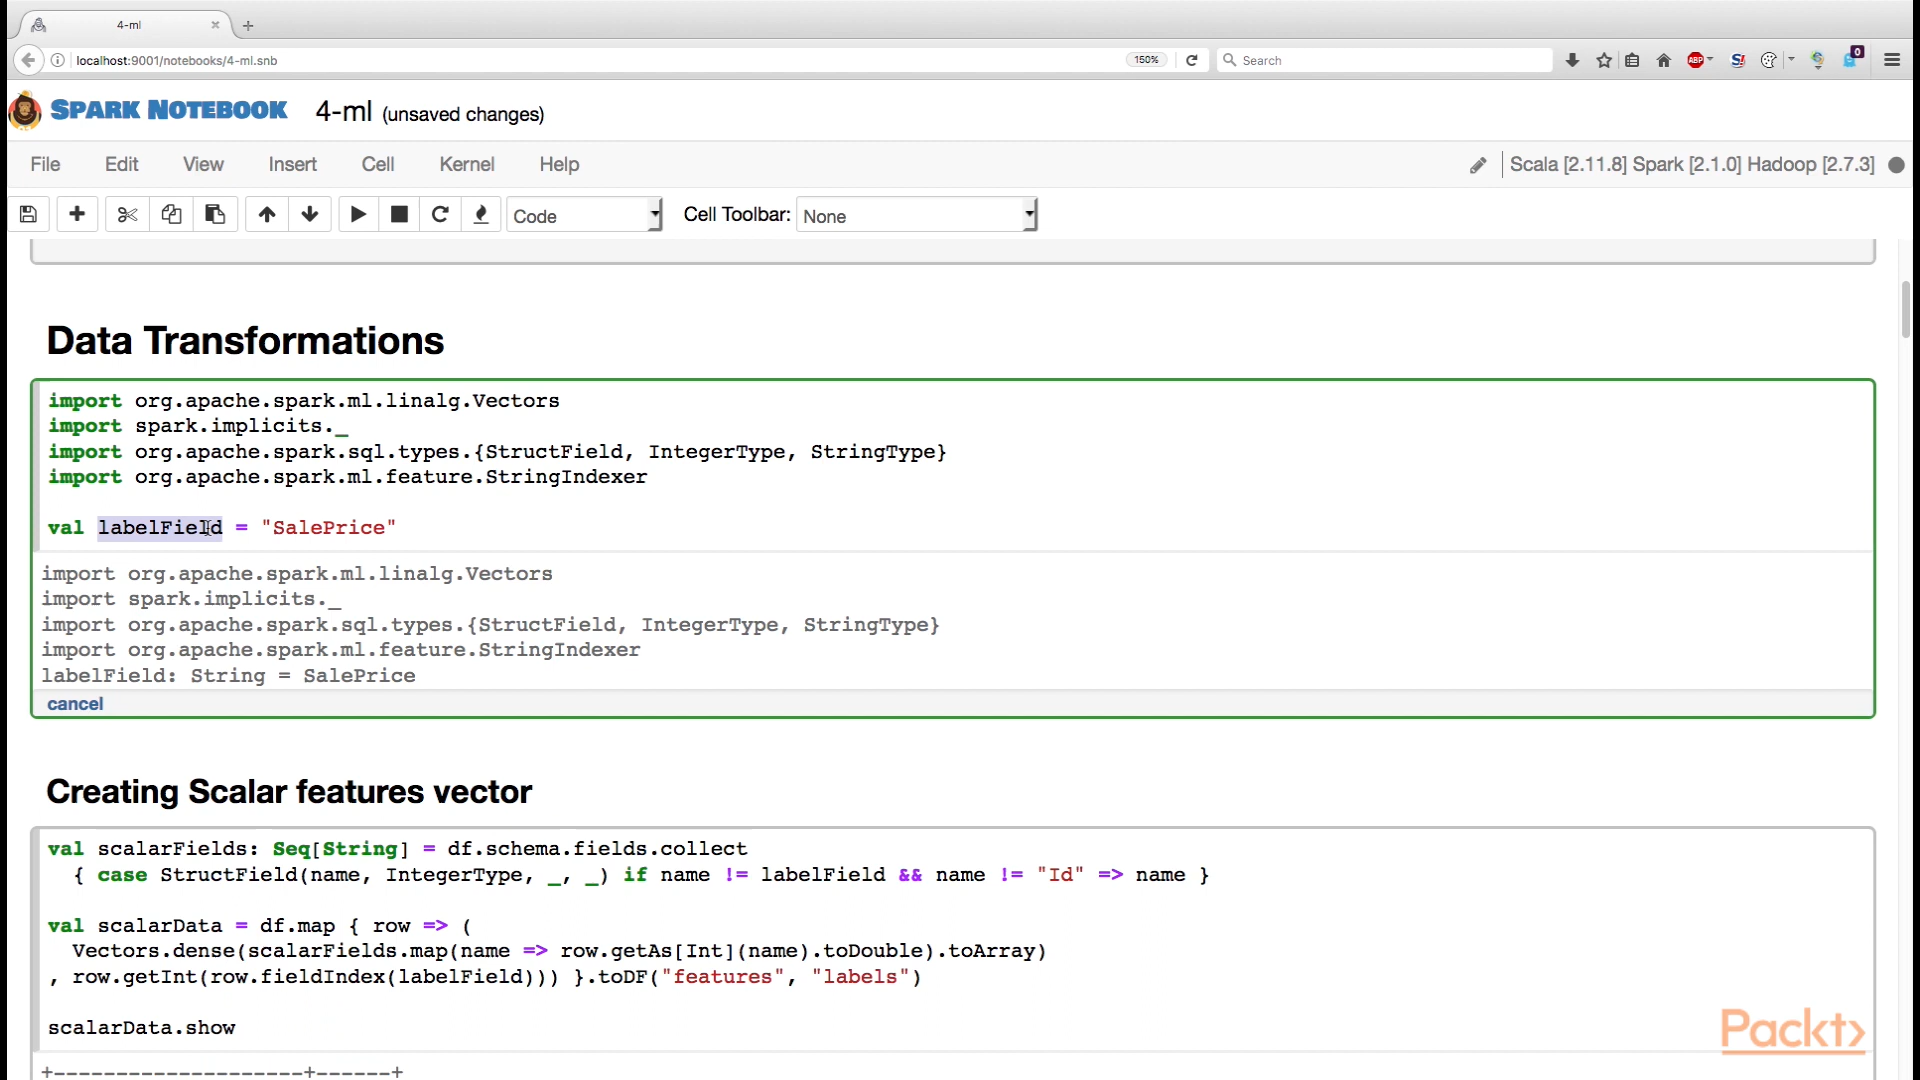 4-ml
localhost:9001/notebooks/4-ml.snb
150%
Search
ABP
S!
0
SPARK NOTEBOOK
4-ml (unsaved changes)
File Edit View Insert Cell Kernel Help
Scala [2.11.8] Spark [2.1.0] Hadoop [2.7.3]
Code
Cell Toolbar: None
Data Transformations
import org.apache.spark.ml.linalg.Vectors
import spark.implicits._
import org.apache.spark.sql.types.{StructField, IntegerType, StringType}
import org.apache.spark.ml.feature.StringIndexer
val labelField = "SalePrice"
import org.apache.spark.ml.linalg.Vectors
import spark.implicits._
import org.apache.spark.sql.types.{StructField, IntegerType, StringType}
import org.apache.spark.ml.feature.StringIndexer
labelField: String = SalePrice
cancel
Creating Scalar features vector
val scalarFields: Seq[String] = df.schema.fields.collect
{ case StructField(name, IntegerType, _, _) if name != labelField && name != "Id" => name }
val scalarData = df.map { row => (
Vectors.dense(scalarFields.map(name => row.getAs[Int](name).toDouble).toArray)
, row.getInt(row.fieldIndex(labelField))) }.toDF("features", "labels")
scalarData.show
+--------------------+------+
Packt>